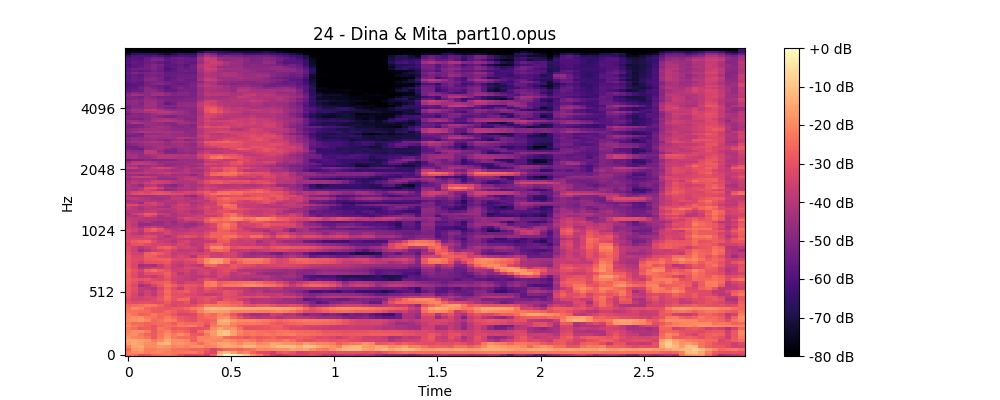 24 - Dina & Mita_part10.opus
Hz
4096
2048
1024
512
0
0 0.5 1 1.5 2 2.5
Time
+0 dB
-10 dB
-20 dB
-30 dB
-40 dB
-50 dB
-60 dB
-70 dB
-80 dB